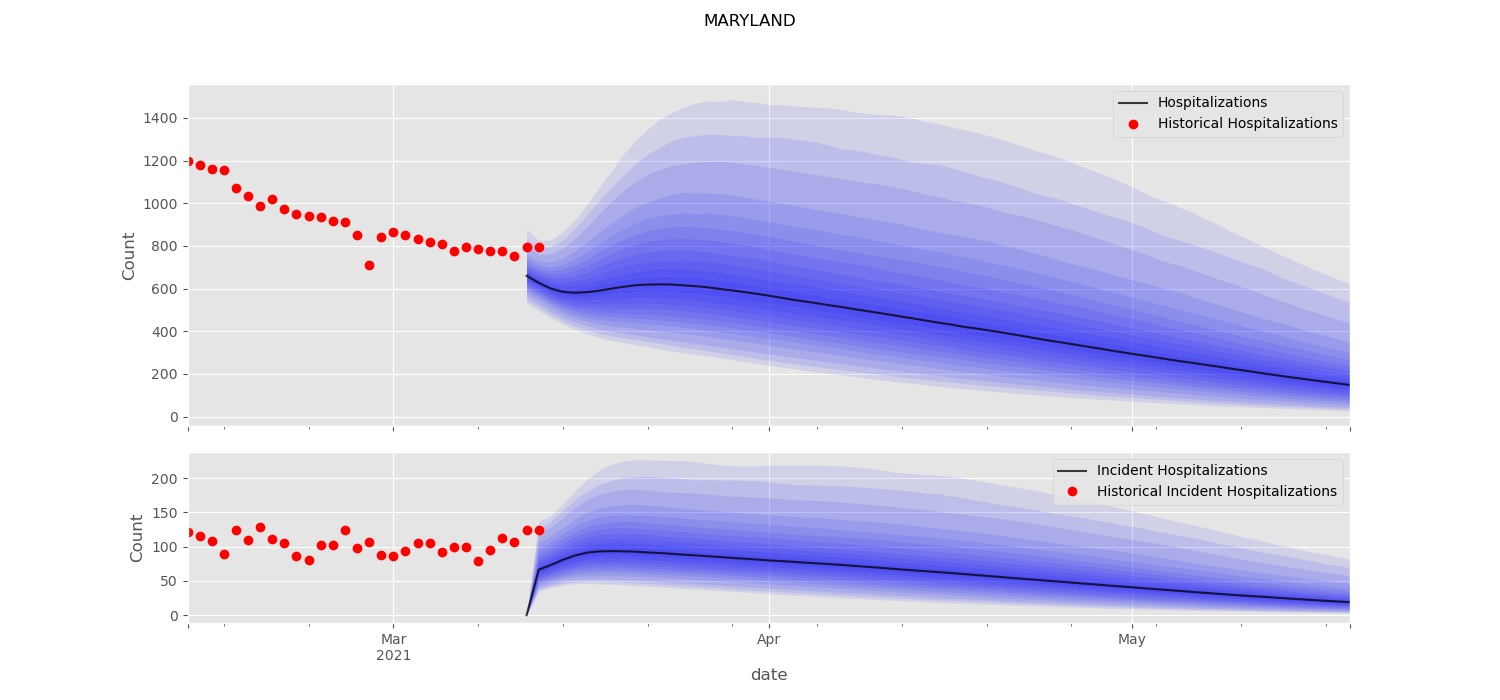 MARYLAND
Hospitalizations
Historical Hospitalizations
Count
1400
1200
1000
800
600
400
200
0
Incident Hospitalizations
Historical Incident Hospitalizations
Count
200
150
100
50
0
Mar
2021
Apr
May
date